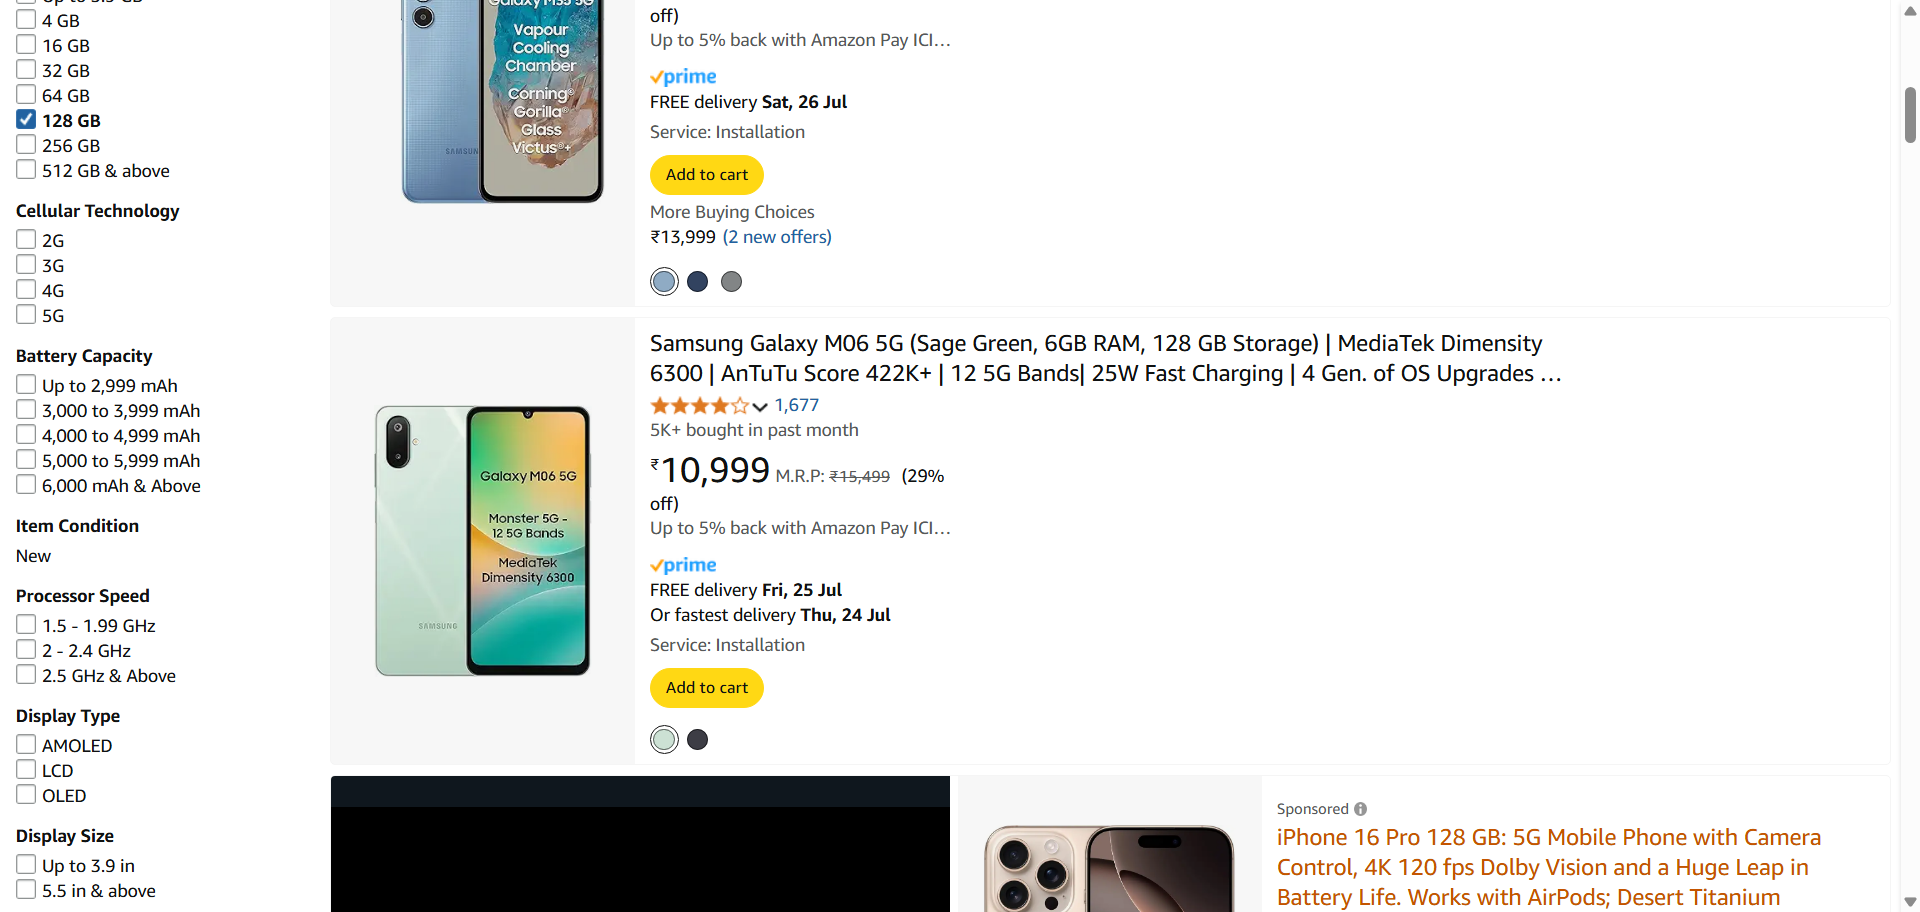 Up to 3.9 GB
4 GB
16 GB
32 GB
64 GB
128 GB
256 GB
512 GB & above
Cellular Technology
2G
3G
4G
5G
Battery Capacity
Up to 2,999 mAh
3,000 to 3,999 mAh
4,000 to 4,999 mAh
5,000 to 5,999 mAh
6,000 mAh & Above
Item Condition
New
Processor Speed
1.5 - 1.99 GHz
2 - 2.4 GHz
2.5 GHz & Above
Display Type
AMOLED
LCD
OLED
Display Size
Up to 3.9 in
5.5 in & above
Galaxy M35 5G
Vapour
Cooling
Chamber
Corning®
Gorilla®
Glass
Victus®+
SAMSUN
off)
Up to 5% back with Amazon Pay ICI…
prime
FREE delivery Sat, 26 Jul
Service: Installation
Add to cart
More Buying Choices
₹13,999 (2 new offers)
Galaxy M06 5G
Monster 5G -
12 5G Bands
MediaTek
Dimensity 6300
SAMSUNG
Samsung Galaxy M06 5G (Sage Green, 6GB RAM, 128 GB Storage) | MediaTek Dimensity
6300 | AnTuTu Score 422K+ | 12 5G Bands| 25W Fast Charging | 4 Gen. of OS Upgrades …
1,677
5K+ bought in past month
₹10,999 M.R.P: ₹15,499 (29%
off)
Up to 5% back with Amazon Pay ICI…
prime
FREE delivery Fri, 25 Jul
Or fastest delivery Thu, 24 Jul
Service: Installation
Add to cart
Sponsored
iPhone 16 Pro 128 GB: 5G Mobile Phone with Camera
Control, 4K 120 fps Dolby Vision and a Huge Leap in
Battery Life. Works with AirPods; Desert Titanium